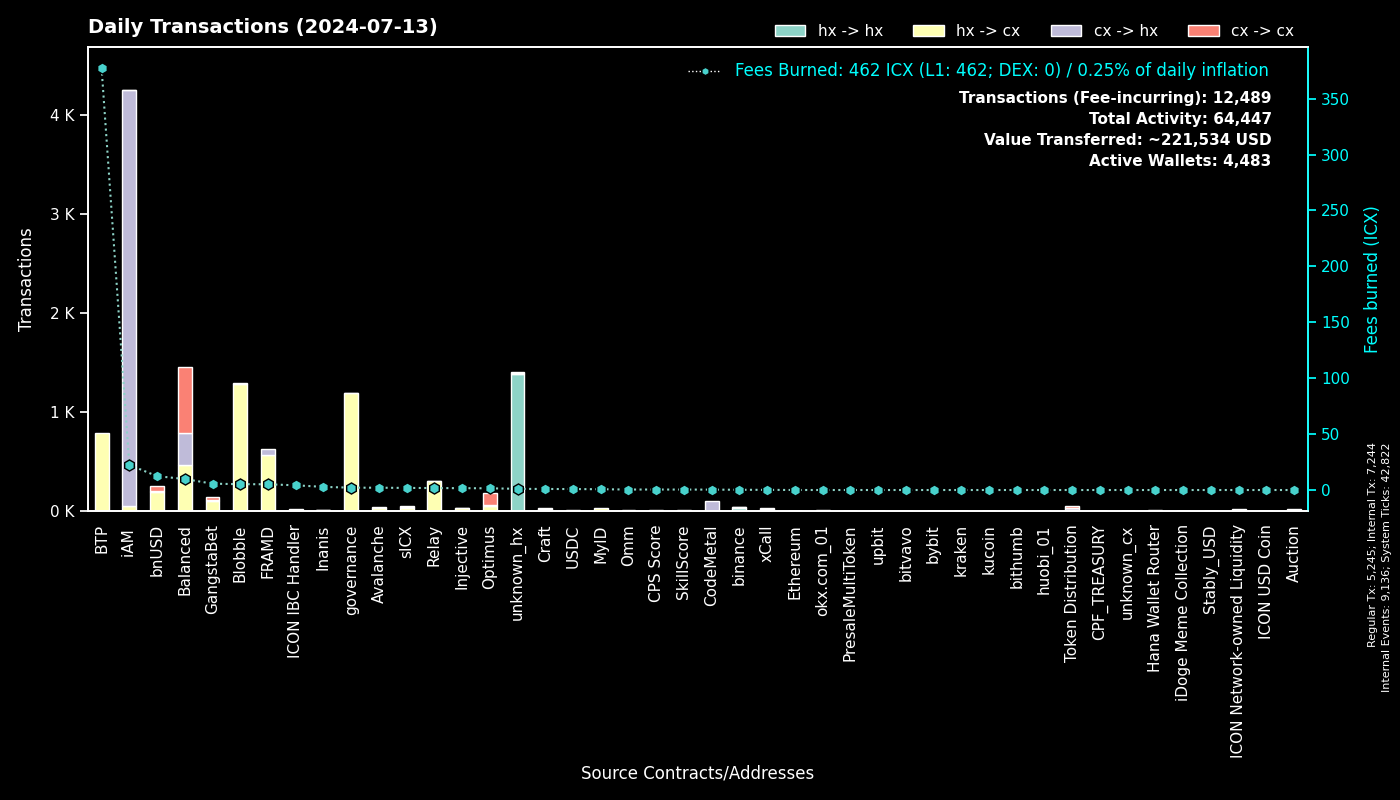 Daily Transactions (2024-07-13)
hx -> hx
hx -> cx
cx -> hx
cx -> cx
Fees Burned: 462 ICX (L1: 462; DEX: 0) / 0.25% of daily inflation
Transactions (Fee-incurring): 12,489
Total Activity: 64,447
Value Transferred: ~221,534 USD
Active Wallets: 4,483
Transactions
4 K
3 K
2 K
1 K
0 K
350
300
250
200
150
100
50
0
Fees burned (ICX)
BTP
iAM
bnUSD
Balanced
GangstaBet
Blobble
FRAMD
ICON IBC Handler
Inanis
governance
Avalanche
sICX
Relay
Injective
Optimus
unknown_hx
Craft
USDC
MyID
Omm
CPS Score
SkillScore
CodeMetal
binance
xCall
Ethereum
okx.com_01
PresaleMultiToken
upbit
bitvavo
bybit
kraken
kucoin
bithumb
huobi_01
Token Distribution
CPF_TREASURY
unknown_cx
Hana Wallet Router
iDoge Meme Collection
Stably_USD
ICON Network-owned Liquidity
ICON USD Coin
Auction
Source Contracts/Addresses
Regular Tx: 5,245; Internal Tx: 7,244
Internal Events: 9,136; System Ticks: 42,822